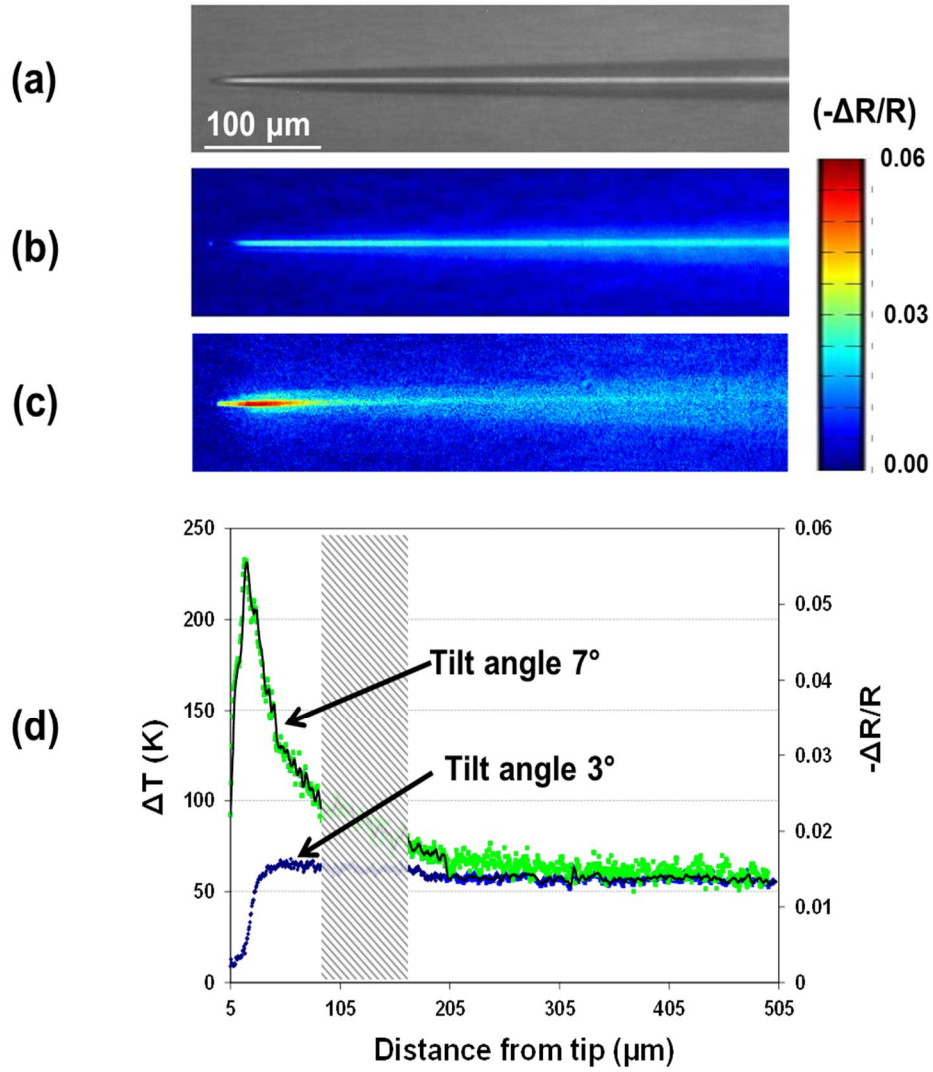 (a)
100 µm
(-ΔR/R)
0.06
(b)
0.03
(c)
0.00
(d)
250
200
150
100
50
0
ΔT (K)
Tilt angle 7°
Tilt angle 3°
0.06
0.05
0.04
0.03
0.02
0.01
0
-ΔR/R
5 105 205 305 405 505
Distance from tip (µm)